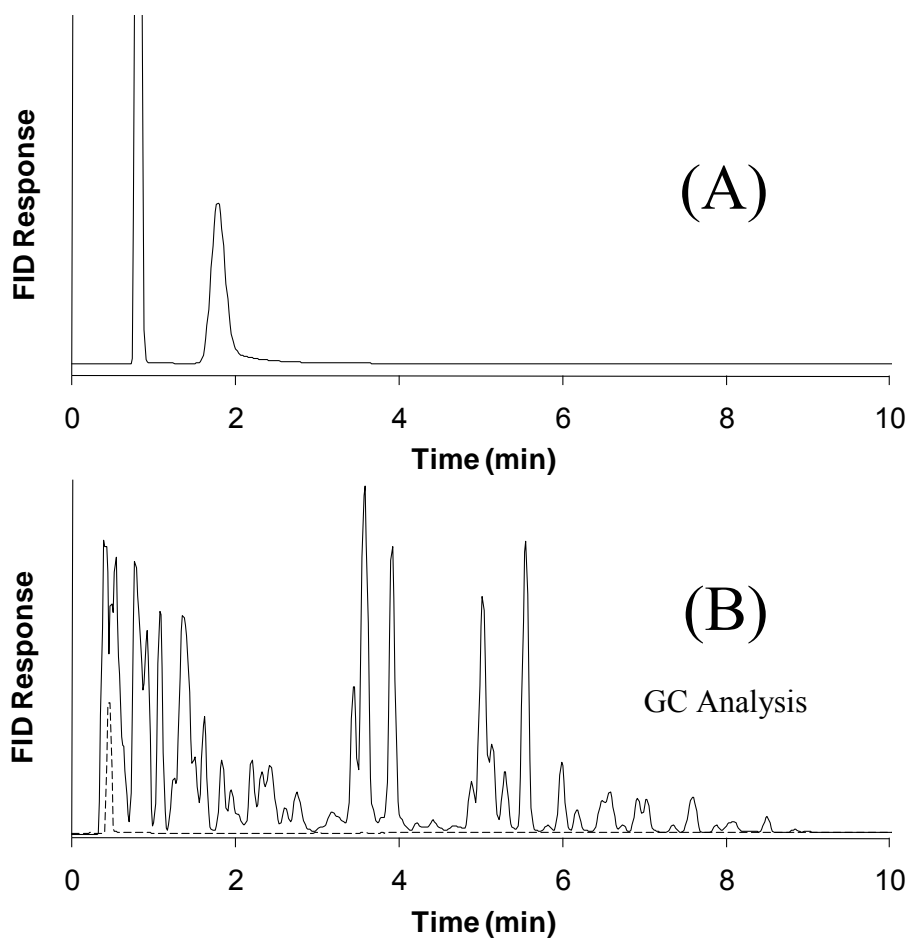 FID Response
(A)
0 2 4 6 8 10
Time (min)
FID Response
(B)
GC Analysis
0 2 4 6 8 10
Time (min)